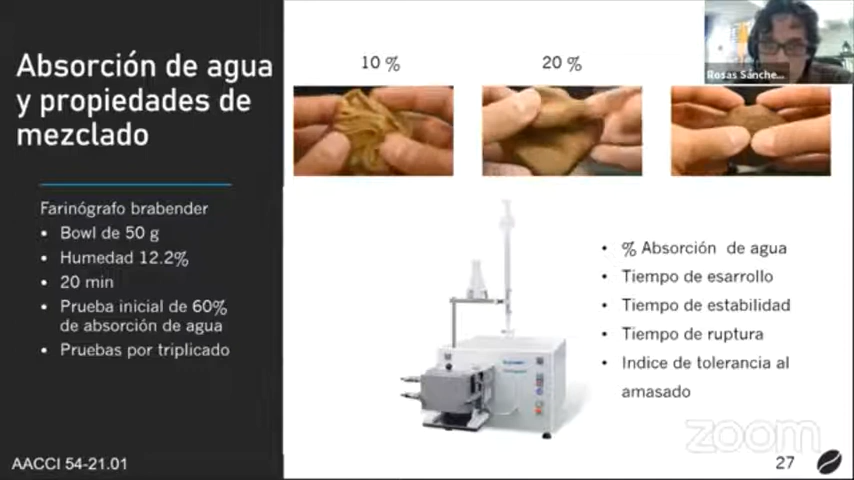 Absorción de agua
y propiedades de
mezclado
Farinógrafo brabender
• Bowl de 50 g
• Humedad 12.2%
• 20 min
• Prueba inicial de 60%
de absorción de agua
• Pruebas por triplicado
AACCI 54-21.01
10 %
20 %
Rosas Sánche...
• % Absorción de agua
• Tiempo de esarrollo
• Tiempo de estabilidad
• Tiempo de ruptura
• Indice de tolerancia al
amasado
zoom
27